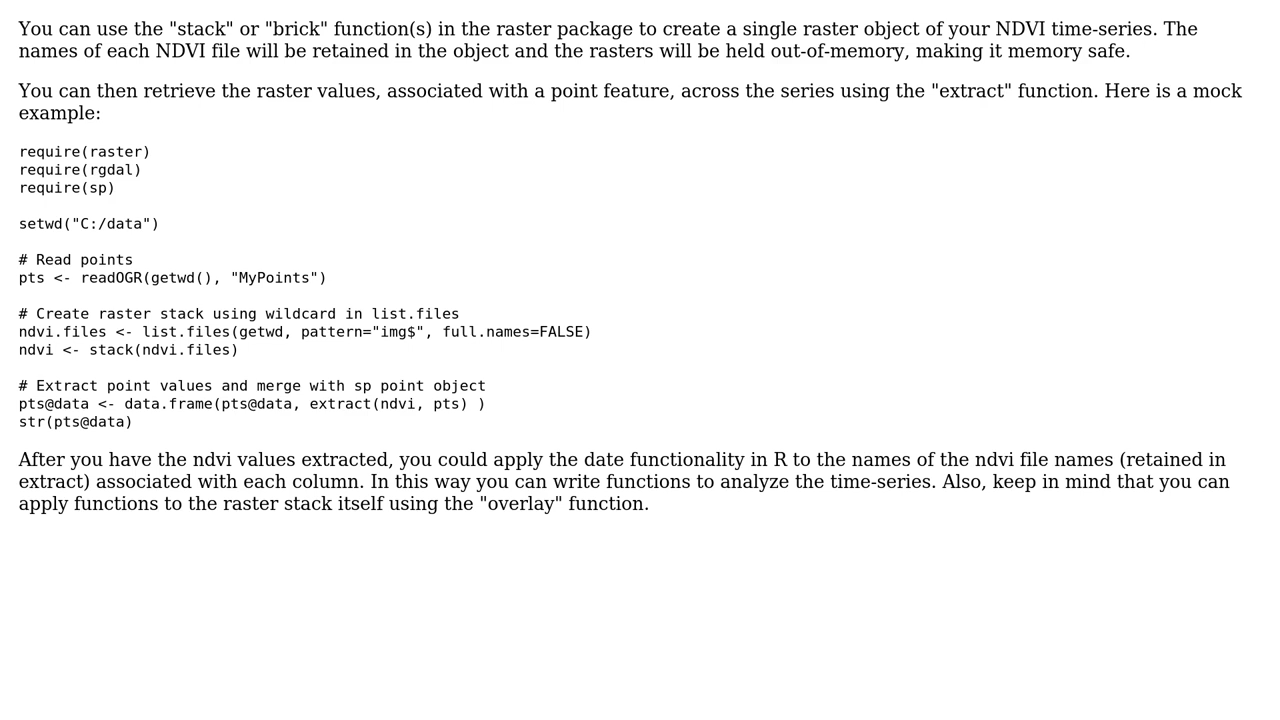 You can use the "stack" or "brick" function(s) in the raster package to create a single raster object of your NDVI time-series. The
names of each NDVI file will be retained in the object and the rasters will be held out-of-memory, making it memory safe.
You can then retrieve the raster values, associated with a point feature, across the series using the "extract" function. Here is a mock
example:
require(raster)
require(rgdal)
require(sp)
setwd("C:/data")
# Read points
pts <- readOGR(getwd(), "MyPoints")
# Create raster stack using wildcard in list.files
ndvi.files <- list.files(getwd, pattern="img$", full.names=FALSE)
ndvi <- stack(ndvi.files)
# Extract point values and merge with sp point object
pts@data <- data.frame(pts@data, extract(ndvi, pts) )
str(pts@data)
After you have the ndvi values extracted, you could apply the date functionality in R to the names of the ndvi file names (retained in
extract) associated with each column. In this way you can write functions to analyze the time-series. Also, keep in mind that you can
apply functions to the raster stack itself using the "overlay" function.